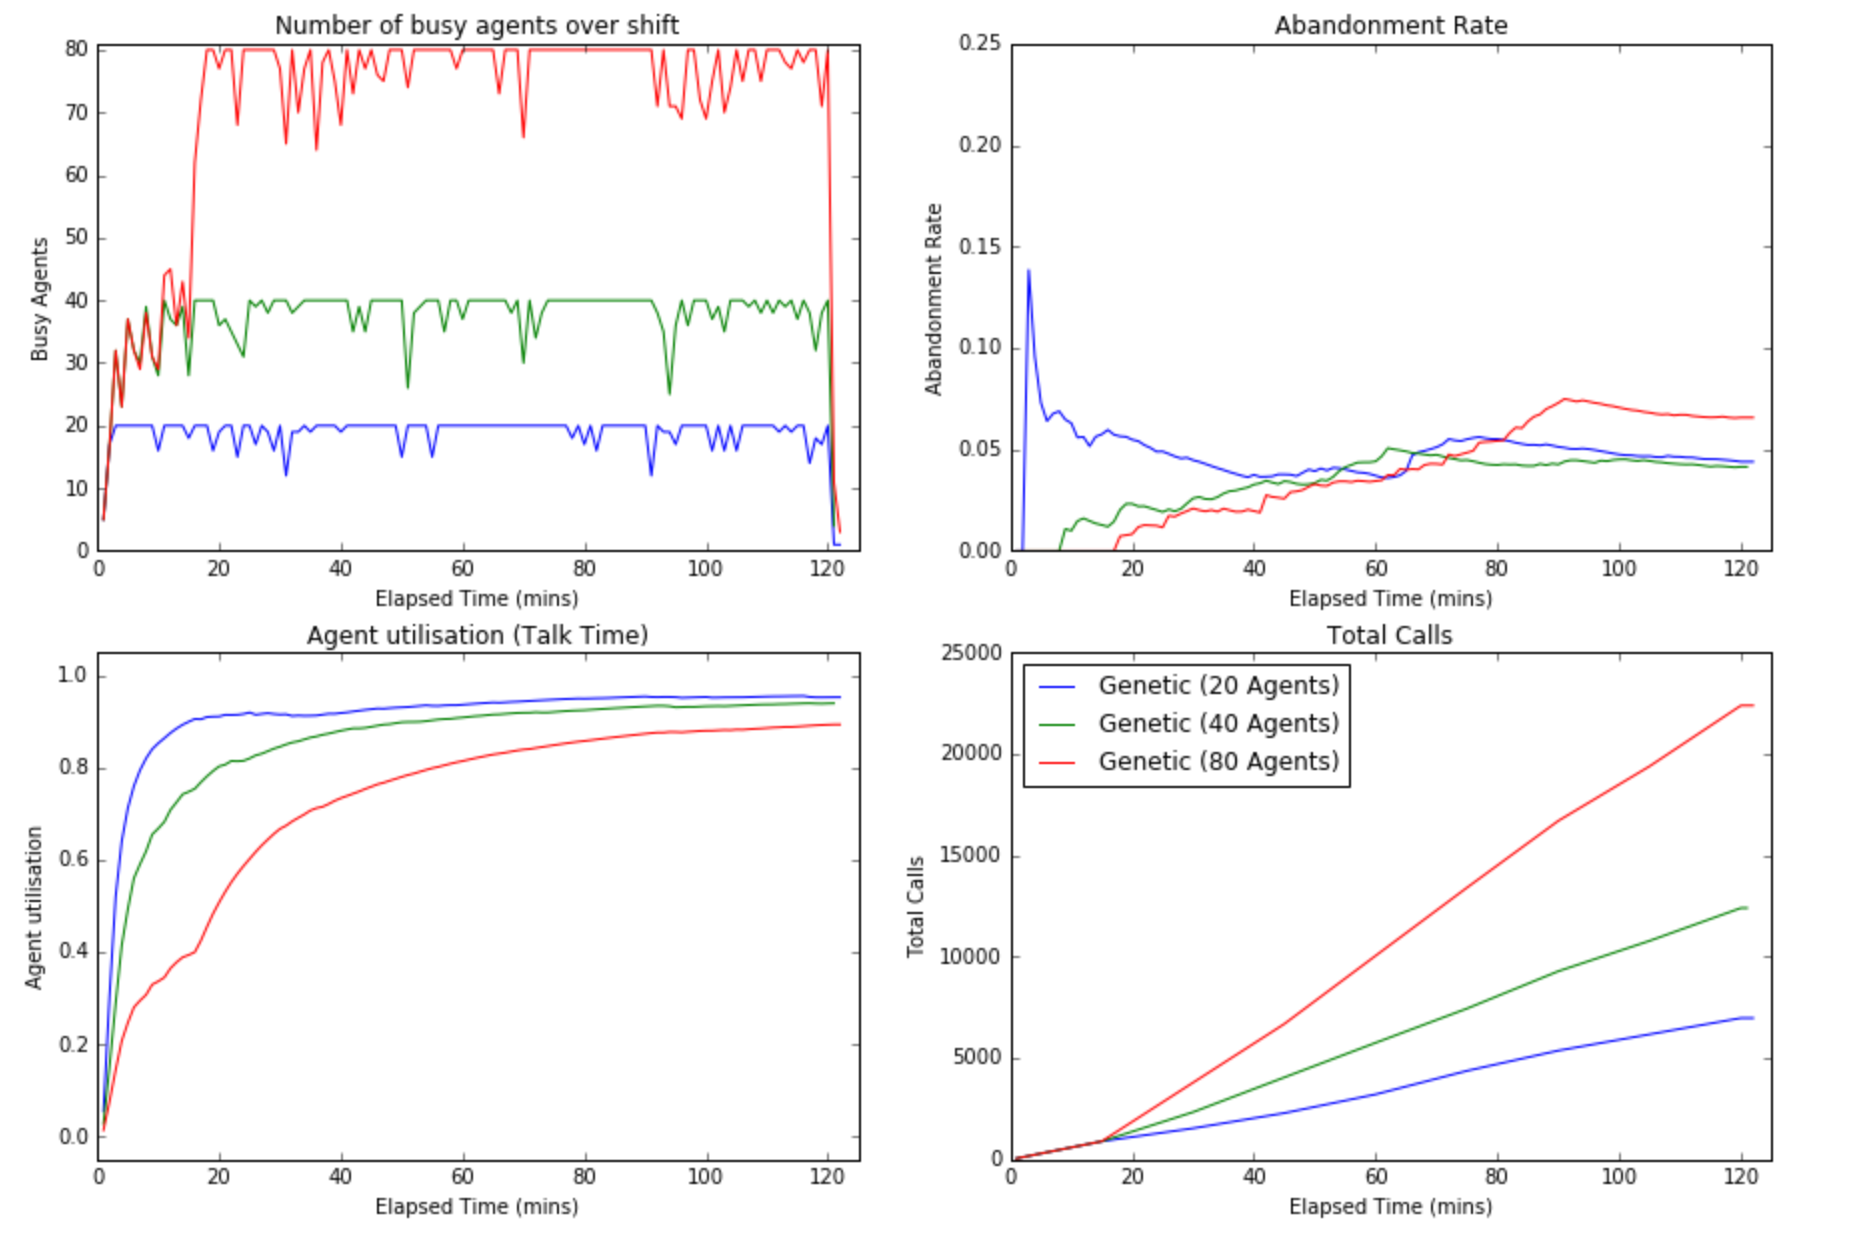 Number of busy agents over shift
80
70
60
50
40
30
20
10
0
Busy Agents
0 20 40 60 80 100 120
Elapsed Time (mins)
Abandonment Rate
0.25
0.20
0.15
0.10
0.05
0.00
Abandonment Rate
0 20 40 60 80 100 120
Elapsed Time (mins)
Agent utilisation (Talk Time)
1.0
0.8
0.6
0.4
0.2
0.0
Agent utilisation
0 20 40 60 80 100 120
Elapsed Time (mins)
Total Calls
25000
20000
15000
10000
5000
0
Total Calls
Genetic (20 Agents)
Genetic (40 Agents)
Genetic (80 Agents)
0 20 40 60 80 100 120
Elapsed Time (mins)